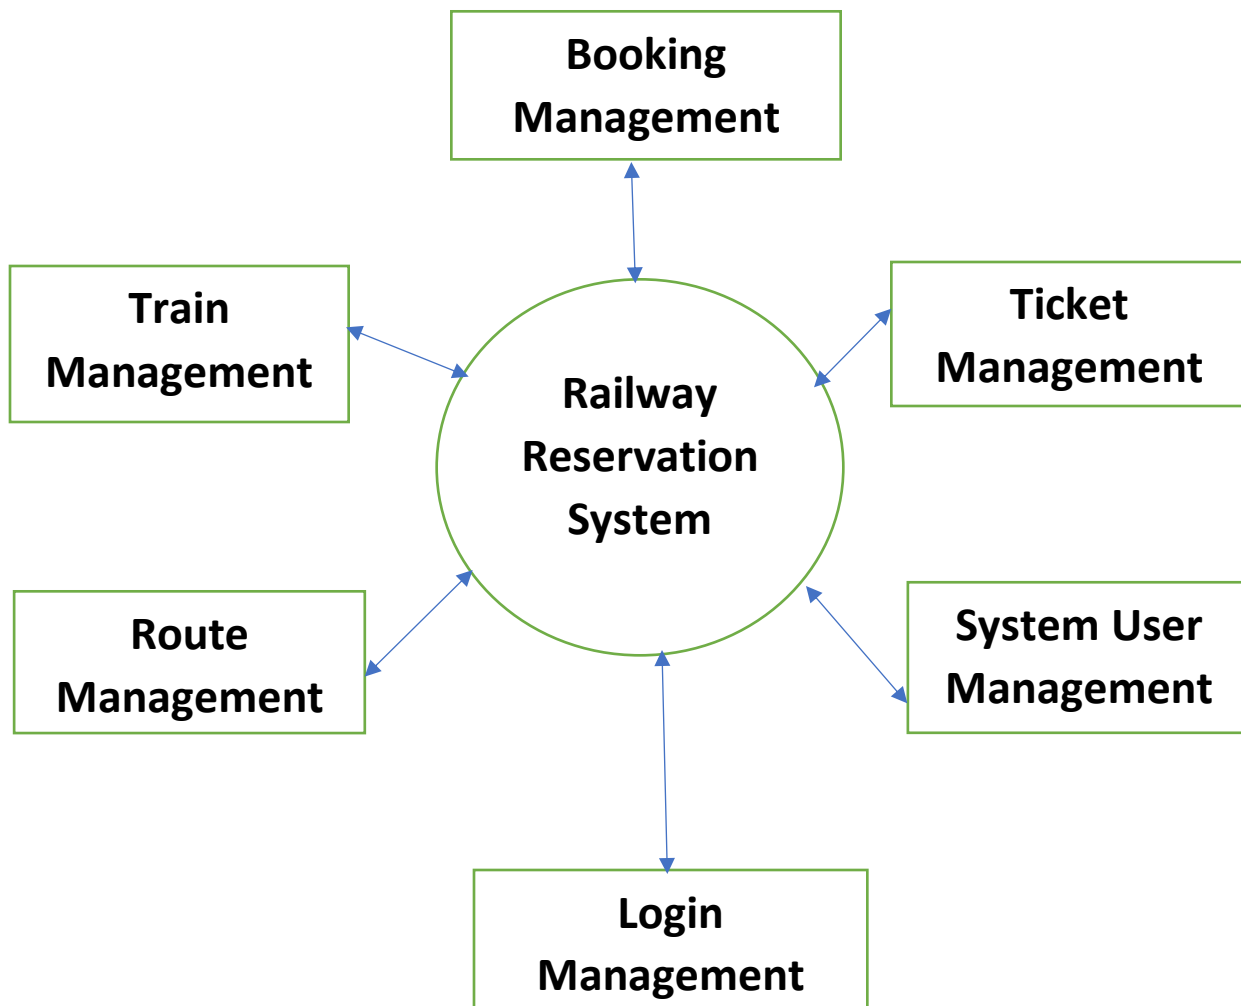 Booking
Management
Train
Management
Ticket
Management
Railway
Reservation
System
Route
Management
System User
Management
Login
Management